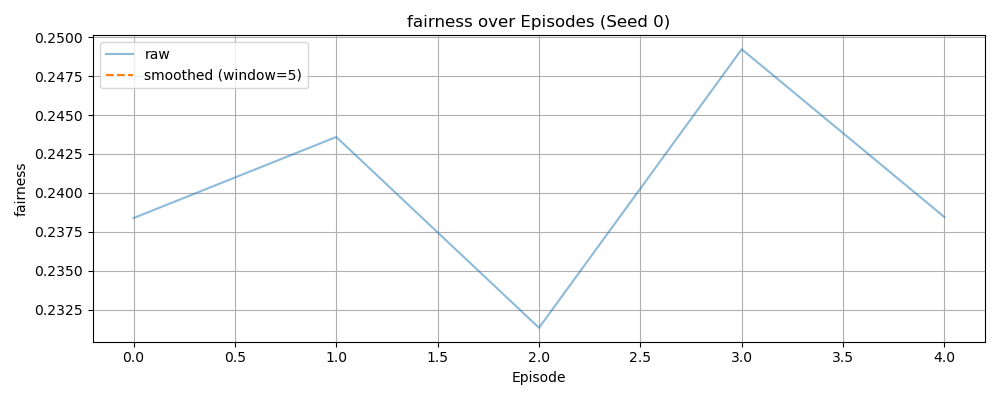 fairness over Episodes (Seed 0)
raw
smoothed (window=5)
fairness
0.2500
0.2475
0.2450
0.2425
0.2400
0.2375
0.2350
0.2325
0.0 0.5 1.0 1.5 2.0 2.5 3.0 3.5 4.0
Episode